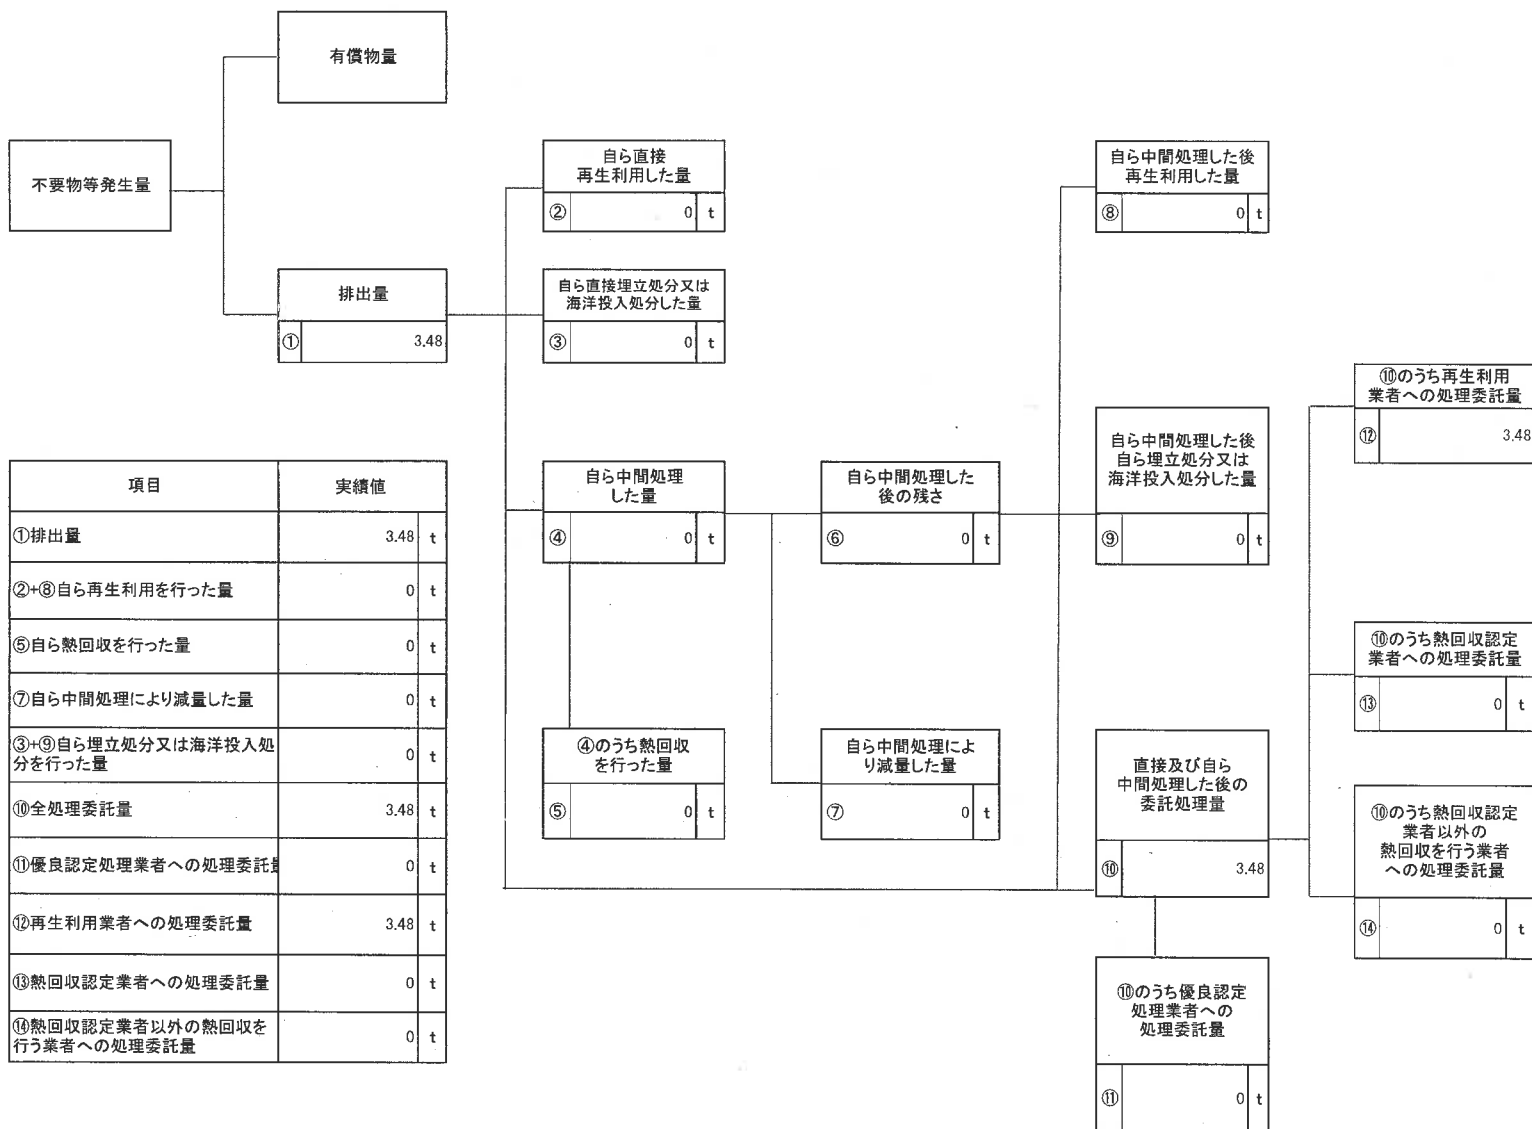 有償物量
不要物等発生量
排出量
① 3.48
自ら直接
再生利用した量
② 0 t
自ら直接埋立処分又は
海洋投入処分した量
③ 0 t
自ら中間処理
した量
④ 0 t
④のうち熱回収
を行った量
⑤ 0 t
自ら中間処理した
後の残さ
⑥ 0 t
自ら中間処理によ
り減量した量
⑦ 0 t
自ら中間処理した後
再生利用した量
⑧ 0 t
自ら中間処理した後
自ら埋立処分又は
海洋投入処分した量
⑨ 0 t
直接及び自ら
中間処理した後の
委託処理量
⑩ 3.48
⑩のうち優良認定
処理業者への
処理委託量
⑪ 0 t
⑩のうち再生利用
業者への処理委託量
⑫ 3.48
⑩のうち熱回収認定
業者への処理委託量
⑬ 0 t
⑩のうち熱回収認定
業者以外の
熱回収を行う業者
への処理委託量
⑭ 0 t
項目 実績値
①排出量 3.48 t
②+⑧自ら再生利用を行った量 0 t
⑤自ら熱回収を行った量 0 t
⑦自ら中間処理により減量した量 0 t
③+⑨自ら埋立処分又は海洋投入処
分を行った量 0 t
⑩全処理委託量 3.48 t
⑪優良認定処理業者への処理委託 0 t
⑫再生利用業者への処理委託量 3.48 t
⑬熱回収認定業者への処理委託量 0 t
⑭熱回収認定業者以外の熱回収を
行う業者への処理委託量 0 t